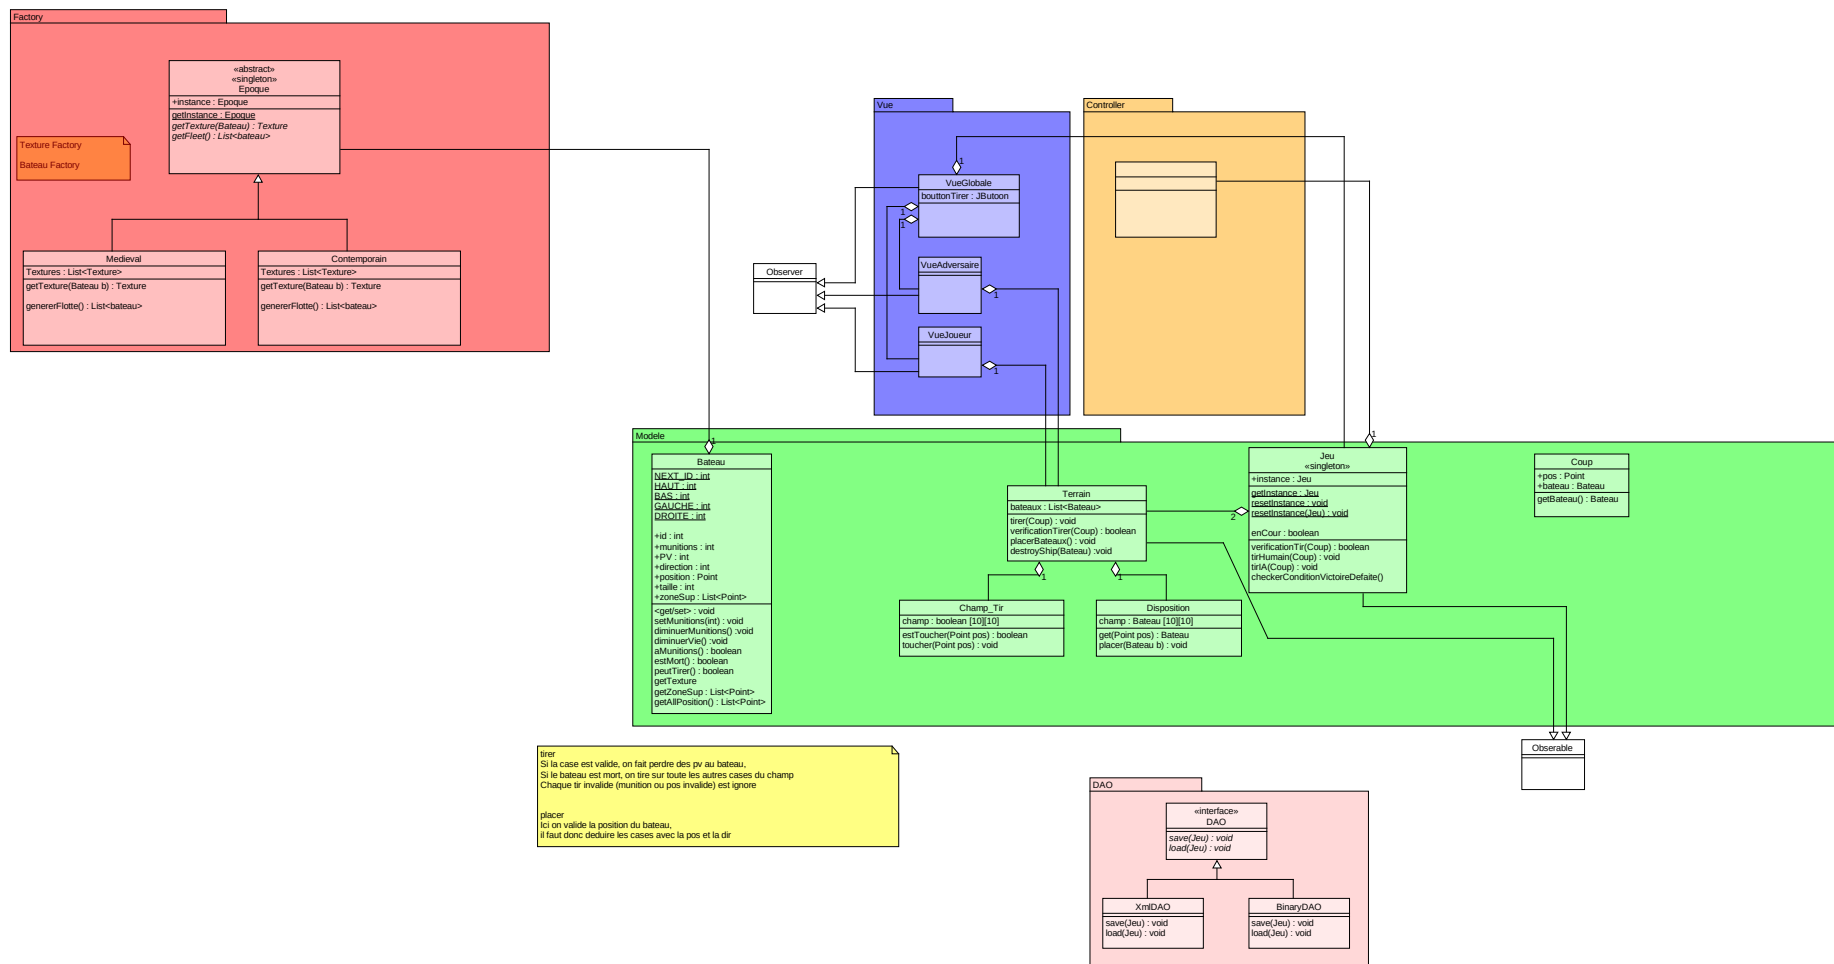 Factory
«abstract»
«singleton»
Epoque
+instance : Epoque
getInstance : Epoque
getTexture(Bateau) : Texture
getFleet() : List<bateau>
Texture Factory
Bateau Factory
Medieval
Textures : List<Texture>
getTexture(Bateau b) : Texture
genererFlotte() : List<bateau>
Contemporain
Textures : List<Texture>
getTexture(Bateau b) : Texture
genererFlotte() : List<bateau>
Vue
1
VueGlobale
bouttonTirer : JButoon
1
1
VueAdversaire
1
VueJoueur
1
Observer
Controller
Modele
1
Bateau
NEXT_ID : int
HAUT : int
BAS : int
GAUCHE : int
DROITE : int
+id : int
+munitions : int
+PV : int
+direction : int
+position : Point
+taille : int
+zoneSup : List<Point>
<get/set> : void
setMunitions(int) : void
diminuerMunitions() :void
diminuerVie() :void
aMunitions() : boolean
estMort() : boolean
peutTirer() : boolean
getTexture
getZoneSup : List<Point>
getAllPosition() : List<Point>
Terrain
bateaux : List<Bateau>
tirer(Coup) : void
verificationTirer(Coup) : boolean
placerBateaux() : void
destroyShip(Bateau) :void
1
1
2
Champ_Tir
champ : boolean [10][10]
estToucher(Point pos) : boolean
toucher(Point pos) : void
Disposition
champ : Bateau [10][10]
get(Point pos) : Bateau
placer(Bateau b) : void
1
Jeu
«singleton»
+instance : Jeu
getInstance : Jeu
resetInstance : void
resetInstance(Jeu) : void
enCour : boolean
verificationTir(Coup) : boolean
tirHumain(Coup) : void
tirIA(Coup) : void
checkerConditionVictoireDefaite()
Coup
+pos : Point
+bateau : Bateau
getBateau() : Bateau
Obserable
tirer
Si la case est valide, on fait perdre des pv au bateau,
Si le bateau est mort, on tire sur toute les autres cases du champ
Chaque tir invalide (munition ou pos invalide) est ignore
placer
Ici on valide la position du bateau,
il faut donc deduire les cases avec la pos et la dir
DAO
«interface»
DAO
save(Jeu) : void
load(Jeu) : void
XmlDAO
save(Jeu) : void
load(Jeu) : void
BinaryDAO
save(Jeu) : void
load(Jeu) : void